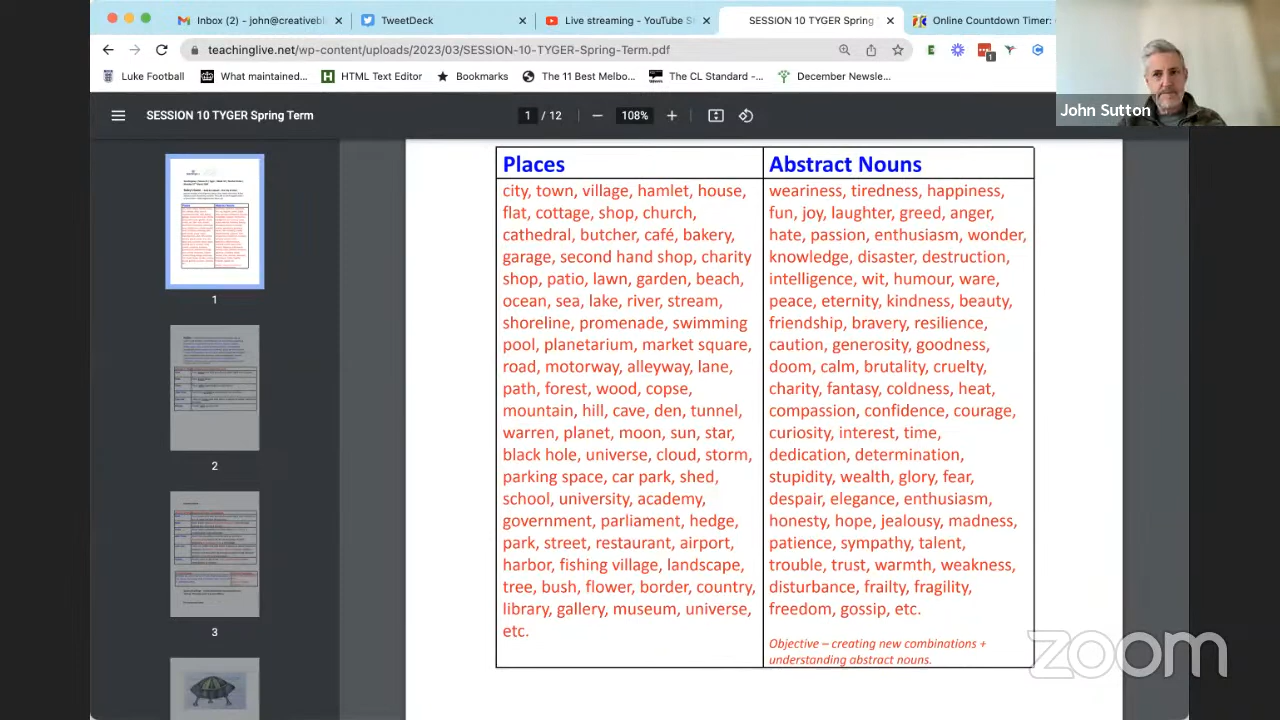 Inbox (2) - john@creativebl
TweetDeck
Live streaming - YouTube S
SESSION 10 TYGER Spring
Online Countdown Timer:
teachinglive.net/wp-content/uploads/2023/03/SESSION-10-TYGER-Spring-Term.pdf
Luke Football
What maintained...
HTML Text Editor
Bookmarks
The 11 Best Melbo...
The CL Standard -...
December Newsle...
John Sutton
SESSION 10 TYGER Spring Term
1 / 12
108%
Places
city, town, village, hamlet, house,
flat, cottage, shop, church,
cathedral, butcher, café, bakery,
garage, second hand shop, charity
shop, patio, lawn, garden, beach,
ocean, sea, lake, river, stream,
shoreline, promenade, swimming
pool, planetarium, market square,
road, motorway, alleyway, lane,
path, forest, wood, copse,
mountain, hill, cave, den, tunnel,
warren, planet, moon, sun, star,
black hole, universe, cloud, storm,
parking space, car park, shed,
school, university, academy,
government, parliament, hedge,
park, street, restaurant, airport,
harbor, fishing village, landscape,
tree, bush, flower, border, country,
library, gallery, museum, universe,
etc.
Abstract Nouns
weariness, tiredness, happiness,
fun, joy, laughter, greed, anger,
hate, passion, enthusiasm, wonder,
knowledge, disaster, destruction,
intelligence, wit, humour, ware,
peace, eternity, kindness, beauty,
friendship, bravery, resilience,
caution, generosity, goodness,
doom, calm, brutality, cruelty,
charity, fantasy, coldness, heat,
compassion, confidence, courage,
curiosity, interest, time,
dedication, determination,
stupidity, wealth, glory, fear,
despair, elegance, enthusiasm,
honesty, hope, jealousy, madness,
patience, sympathy, talent,
trouble, trust, warmth, weakness,
disturbance, frailty, fragility,
freedom, gossip, etc.
Objective – creating new combinations +
understanding abstract nouns.
1
2
3
zoom